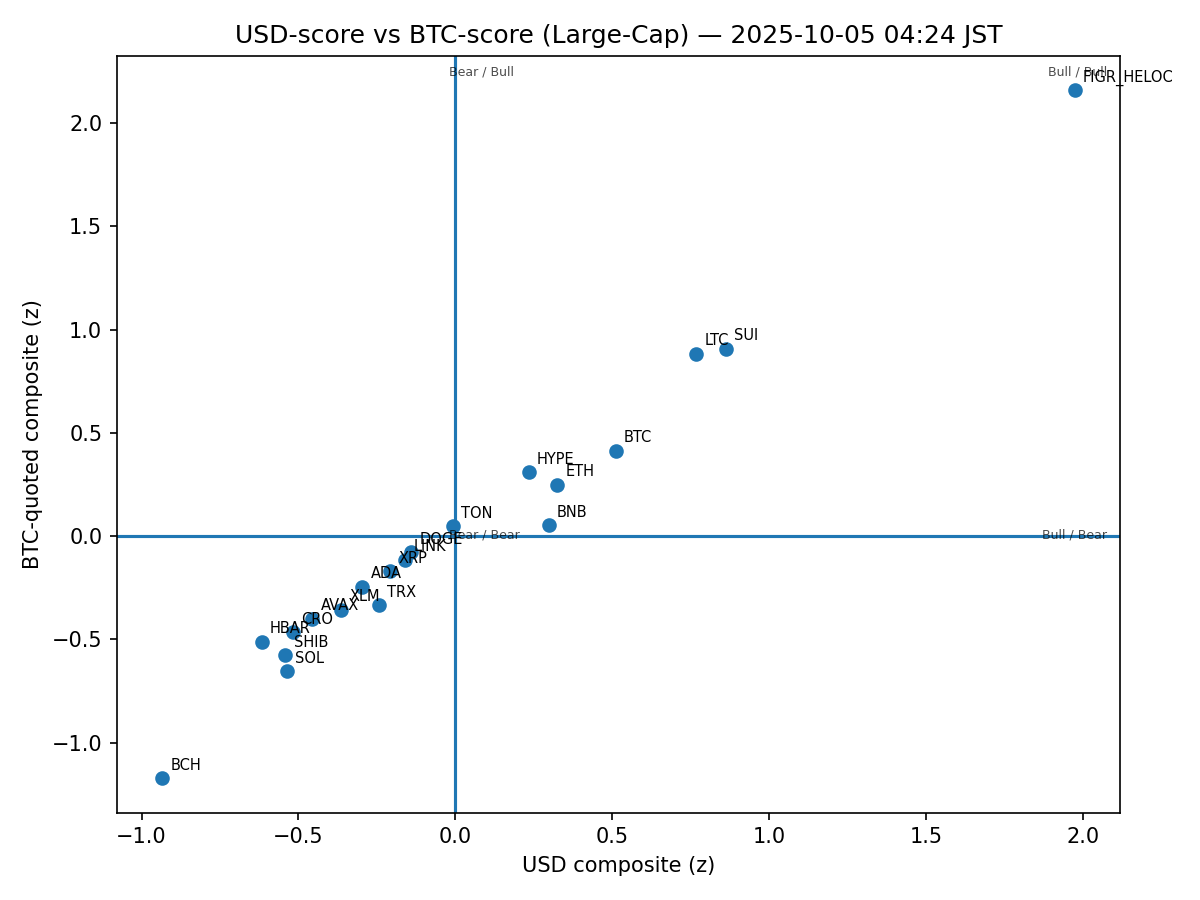 USD-score vs BTC-score (Large-Cap) — 2025-10-05 04:24 JST
Bear / Bull
Bull / Bull
FIGR_HELOC
2.0
1.5
LTC
SUI
1.0
BTC
0.5
HYPE
ETH
TON
BNB
0.0
DOGE
Bear / Bear
Bull / Bear
LINK
XRP
ADA
TRX
XLM
AVAX
CRO
HBAR
−0.5
SHIB
SOL
−1.0
BCH
BTC-quoted composite (z)
−1.0
−0.5
0.0
0.5
1.0
1.5
2.0
USD composite (z)